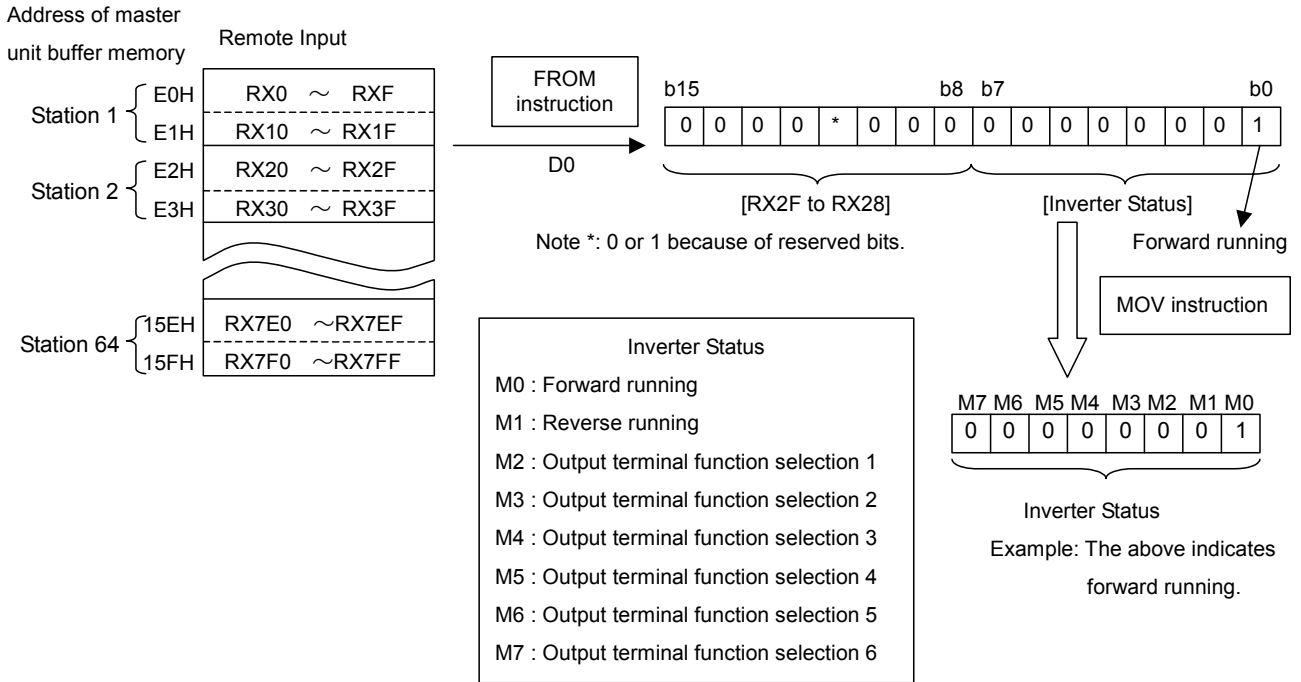 Address of master
unit buffer memory
Remote Input
Station 1
E0H
RX0 ～ RXF
E1H
RX10 ～ RX1F
Station 2
E2H
RX20 ～ RX2F
E3H
RX30 ～ RX3F
Station 64
15EH
RX7E0 ～RX7EF
15FH
RX7F0 ～RX7FF
FROM
instruction
D0
b15 b8 b7 b0
0 0 0 0 * 0 0 0 0 0 0 0 0 0 0 1
[RX2F to RX28] [Inverter Status]
Note *: 0 or 1 because of reserved bits.
Forward running
MOV instruction
Inverter Status
M0 : Forward running
M1 : Reverse running
M2 : Output terminal function selection 1
M3 : Output terminal function selection 2
M4 : Output terminal function selection 3
M5 : Output terminal function selection 4
M6 : Output terminal function selection 5
M7 : Output terminal function selection 6
M7 M6 M5 M4 M3 M2 M1 M0
0 0 0 0 0 0 0 1
Inverter Status
Example: The above indicates
forward running.